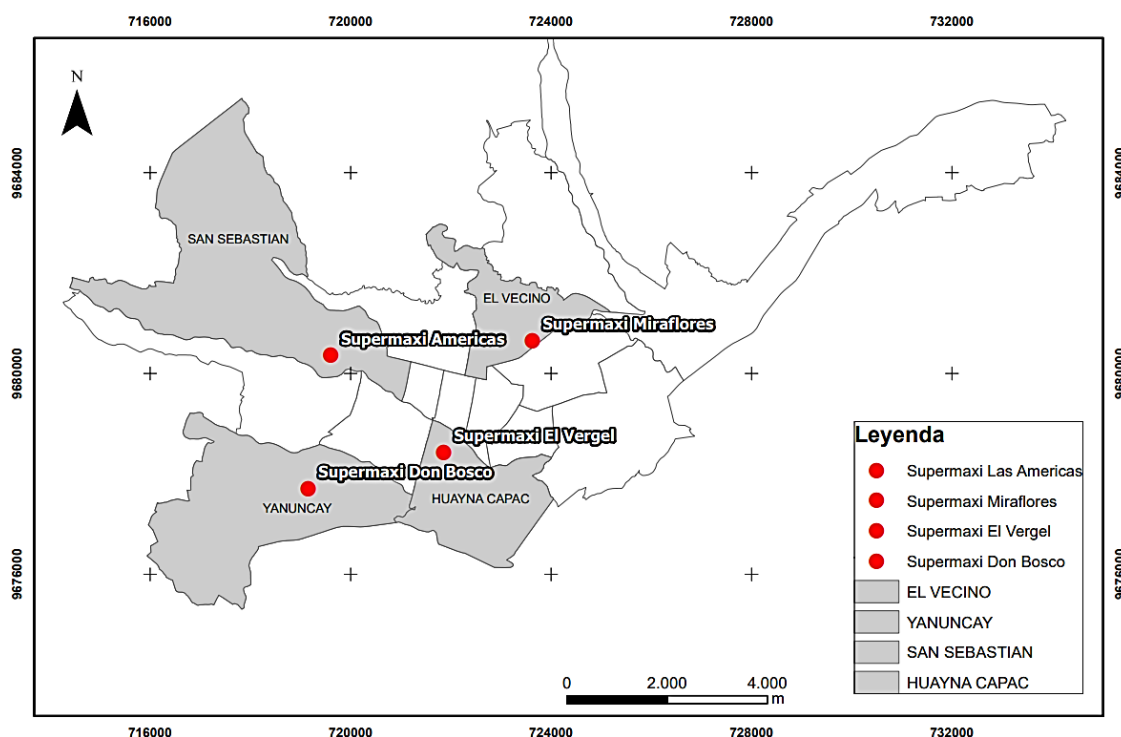 716000 720000 724000 728000 732000
N
9684000 9684000
SAN SEBASTIAN
EL VECINO
Supermaxi Miraflores
Supermaxi Americas
9680000 9680000
Supermaxi El Vergel
Supermaxi Don Bosco
HUAYNA CAPAC
YANUNCAY
9676000 9676000
Leyenda
Supermaxi Las Americas
Supermaxi Miraflores
Supermaxi El Vergel
Supermaxi Don Bosco
EL VECINO
YANUNCAY
SAN SEBASTIAN
HUAYNA CAPAC
0 2.000 4.000
m
716000 720000 724000 728000 732000